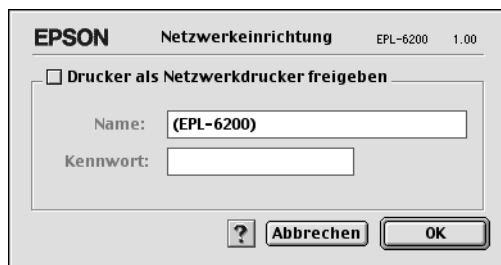 EPSON Netzwerkeinrichtung EPL-6200 1.00
Drucker als Netzwerkdrucker freigeben
Name: (EPL-6200)
Kennwort:
? Abbrechen OK